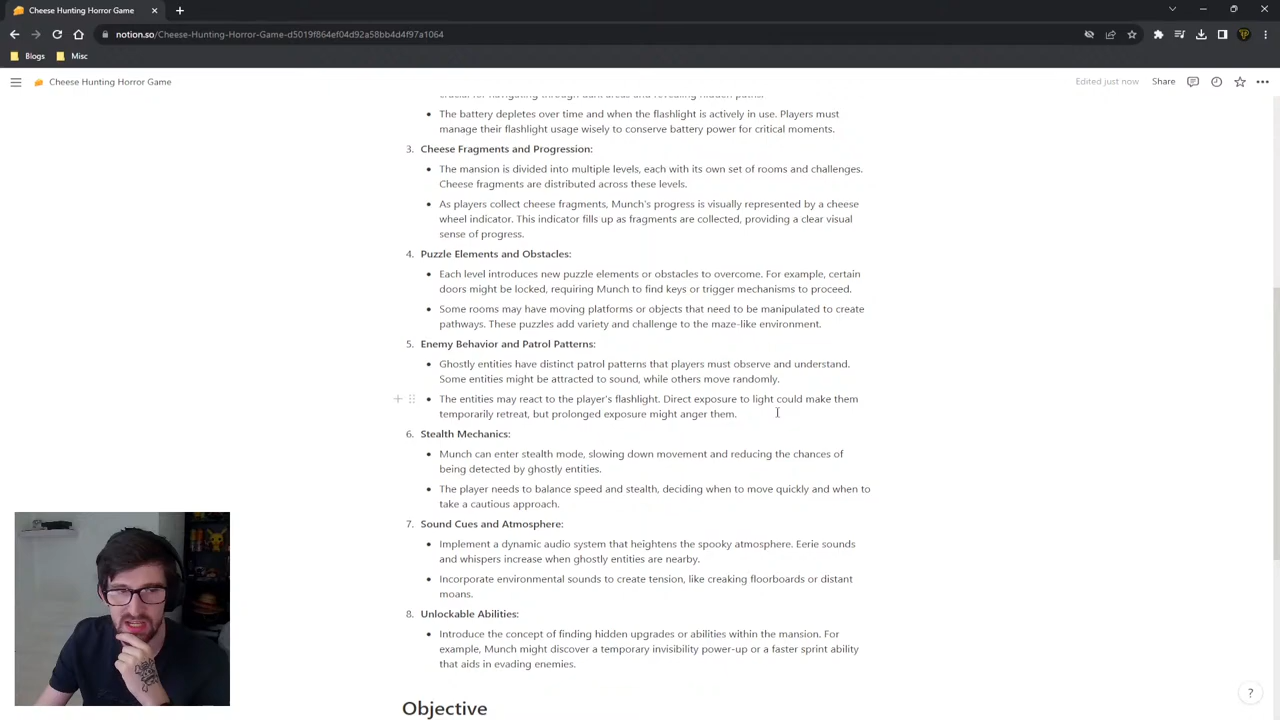 Cheese Hunting Horror Game
notion.so/Cheese-Hunting-Horror-Game-d5019f864ef04d92a58bb4d4f97a1064
Blogs
Misc
Cheese Hunting Horror Game
Edited just now
Share
crucial for navigating through dark areas and revealing hidden paths.
• The battery depletes over time and when the flashlight is actively in use. Players must
manage their flashlight usage wisely to conserve battery power for critical moments.
3. Cheese Fragments and Progression:
• The mansion is divided into multiple levels, each with its own set of rooms and challenges.
Cheese fragments are distributed across these levels.
• As players collect cheese fragments, Munch's progress is visually represented by a cheese
wheel indicator. This indicator fills up as fragments are collected, providing a clear visual
sense of progress.
4. Puzzle Elements and Obstacles:
• Each level introduces new puzzle elements or obstacles to overcome. For example, certain
doors might be locked, requiring Munch to find keys or trigger mechanisms to proceed.
• Some rooms may have moving platforms or objects that need to be manipulated to create
pathways. These puzzles add variety and challenge to the maze-like environment.
5. Enemy Behavior and Patrol Patterns:
• Ghostly entities have distinct patrol patterns that players must observe and understand.
Some entities might be attracted to sound, while others move randomly.
• The entities may react to the player's flashlight. Direct exposure to light could make them
temporarily retreat, but prolonged exposure might anger them.
6. Stealth Mechanics:
• Munch can enter stealth mode, slowing down movement and reducing the chances of
being detected by ghostly entities.
• The player needs to balance speed and stealth, deciding when to move quickly and when to
take a cautious approach.
7. Sound Cues and Atmosphere:
• Implement a dynamic audio system that heightens the spooky atmosphere. Eerie sounds
and whispers increase when ghostly entities are nearby.
• Incorporate environmental sounds to create tension, like creaking floorboards or distant
moans.
8. Unlockable Abilities:
• Introduce the concept of finding hidden upgrades or abilities within the mansion. For
example, Munch might discover a temporary invisibility power-up or a faster sprint ability
that aids in evading enemies.
Objective
?